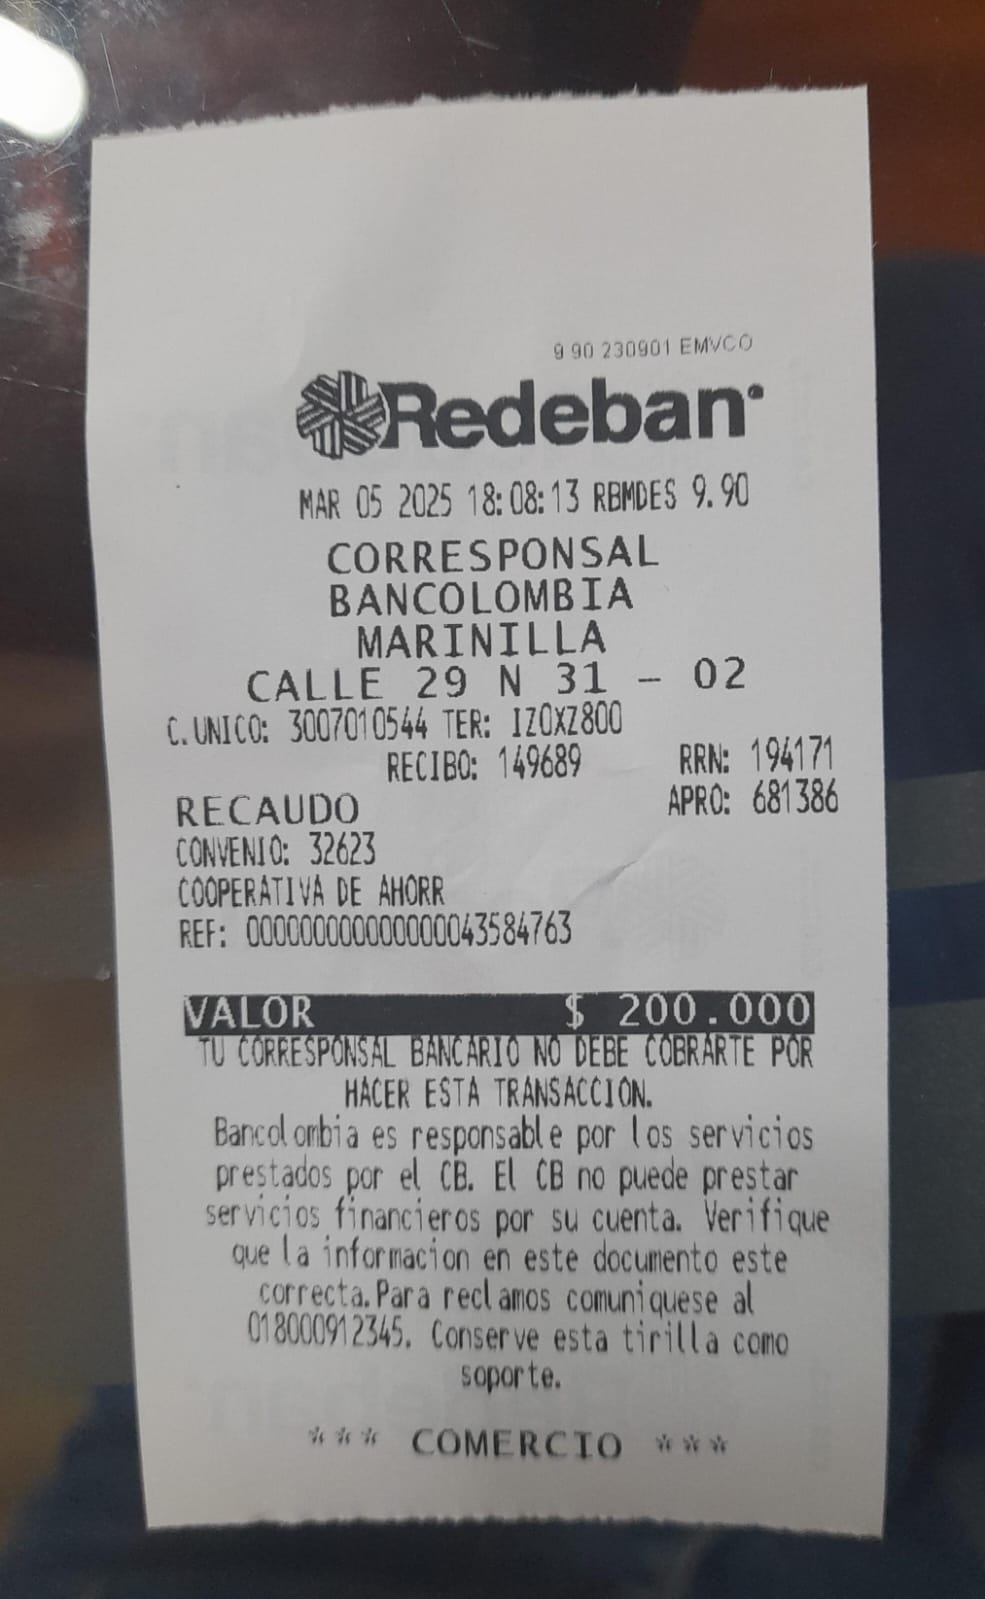 9 90 230901 EMVCO
Redeban
MAR 05 2025 18:08:13 RBMDES 9.90
CORRESPONSAL
BANCOLOMBIA
MARINILLA
CALLE 29 N 31 - 02
C.UNICO: 3007010544 TER: IZOXZ800
RECIBO: 149689 RRN: 194171
RECAUDO APRO: 681386
CONVENIO: 32623
COOPERATIVA DE AHORR
REF: 000000000000000043584763
VALOR $ 200.000
TU CORRESPONSAL BANCARIO NO DEBE COBRARTE POR
HACER ESTA TRANSACCION.
Bancolombia es responsable por los servicios
prestados por el CB. El CB no puede prestar
servicios financieros por su cuenta. Verifique
que la informacion en este documento este
correcta.Para reclamos comuniquese al
018000912345. Conserve esta tirilla como
soporte.
*** COMERCIO ***